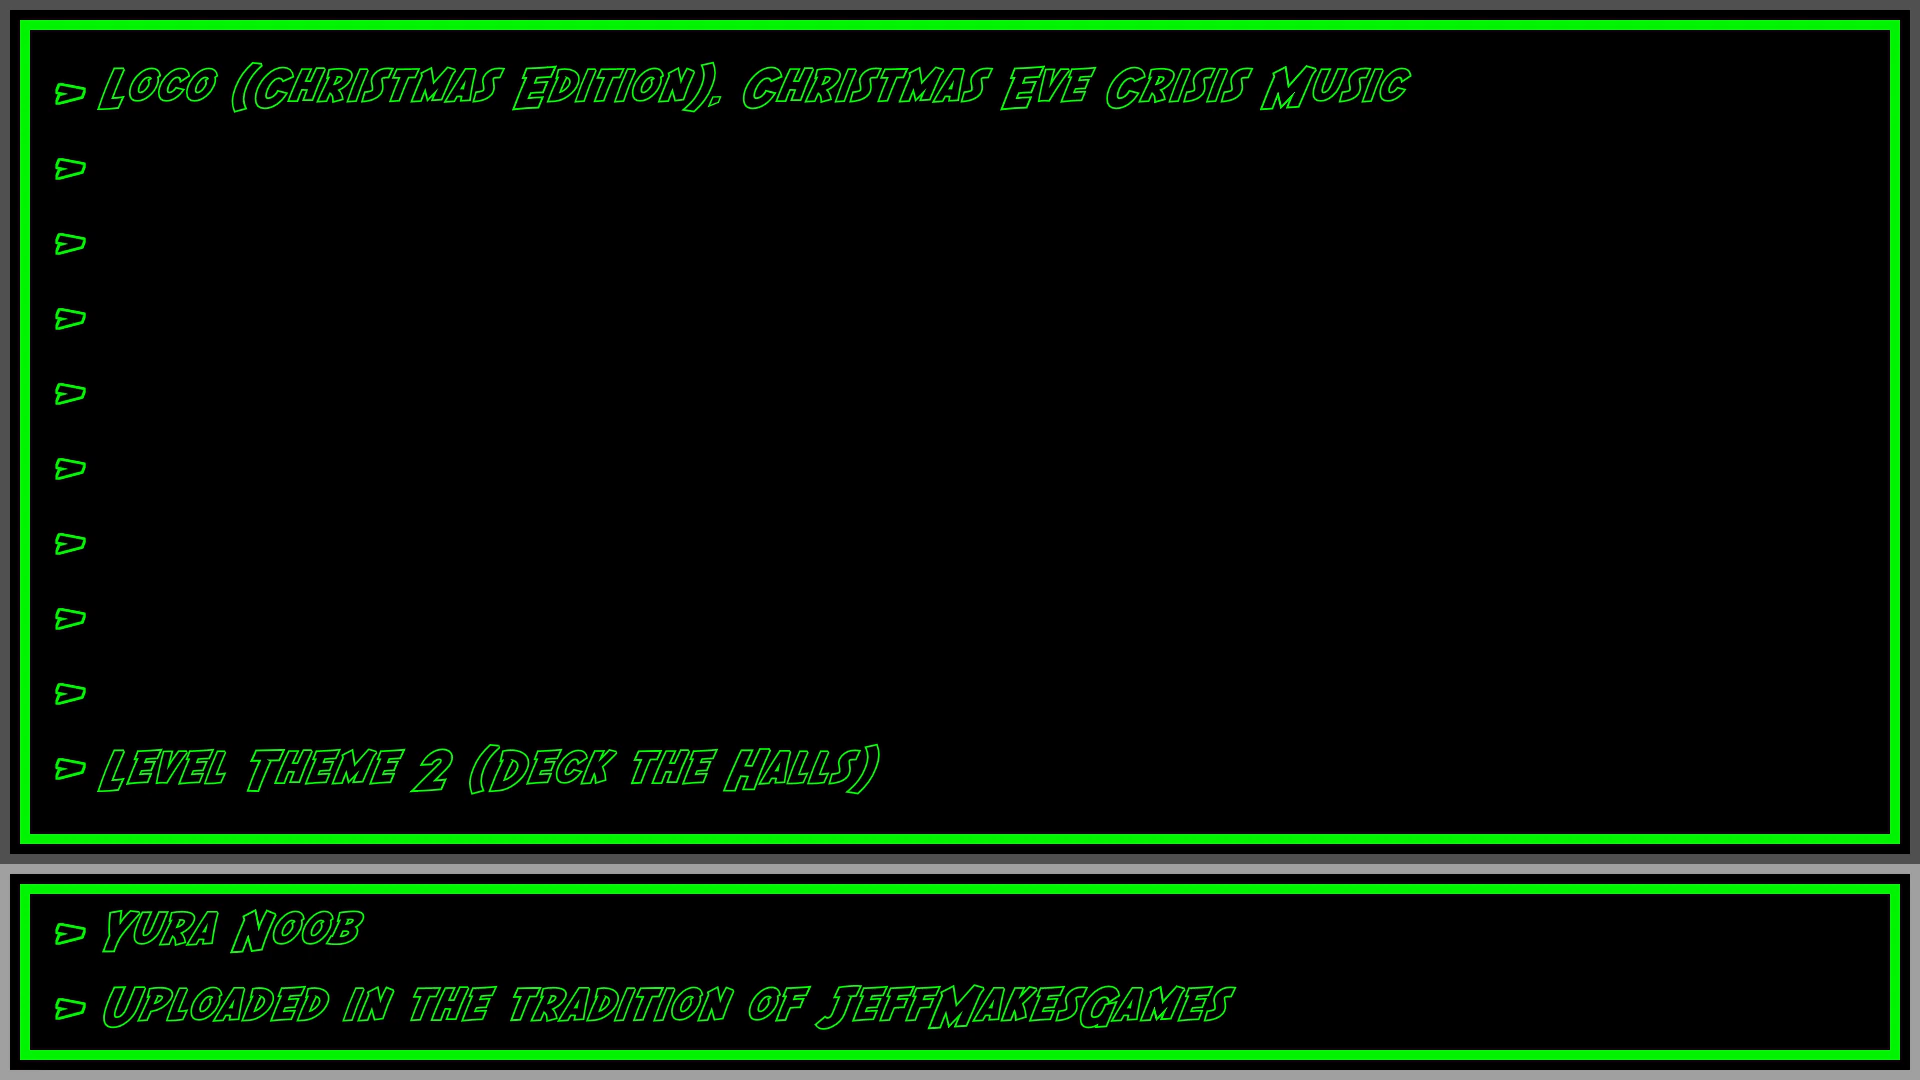 Loco (Christmas Edition), Christmas Eve Crisis Music
Level Theme 2 (Deck the Halls)
Yura Noob
Uploaded in the tradition of JeffMakesGames